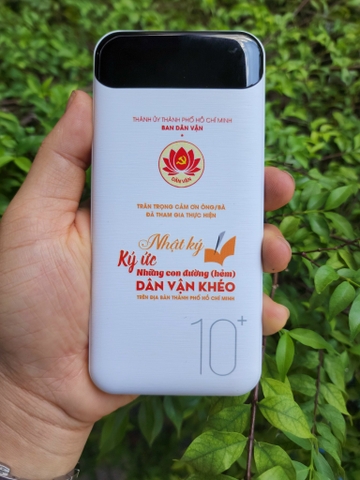 THÀNH ỦY THÀNH PHỐ HỒ CHÍ MINH
BAN DÂN VẬN
DÂN VẬN
TRÂN TRỌNG CẢM ƠN ÔNG/BÀ
ĐÃ THAM GIA THỰC HIỆN
Nhật ký
Ký ức
Những con đường (hẻm)
DÂN VẬN KHÉO
TRÊN ĐỊA BÀN THÀNH PHỐ HỒ CHÍ MINH
10+